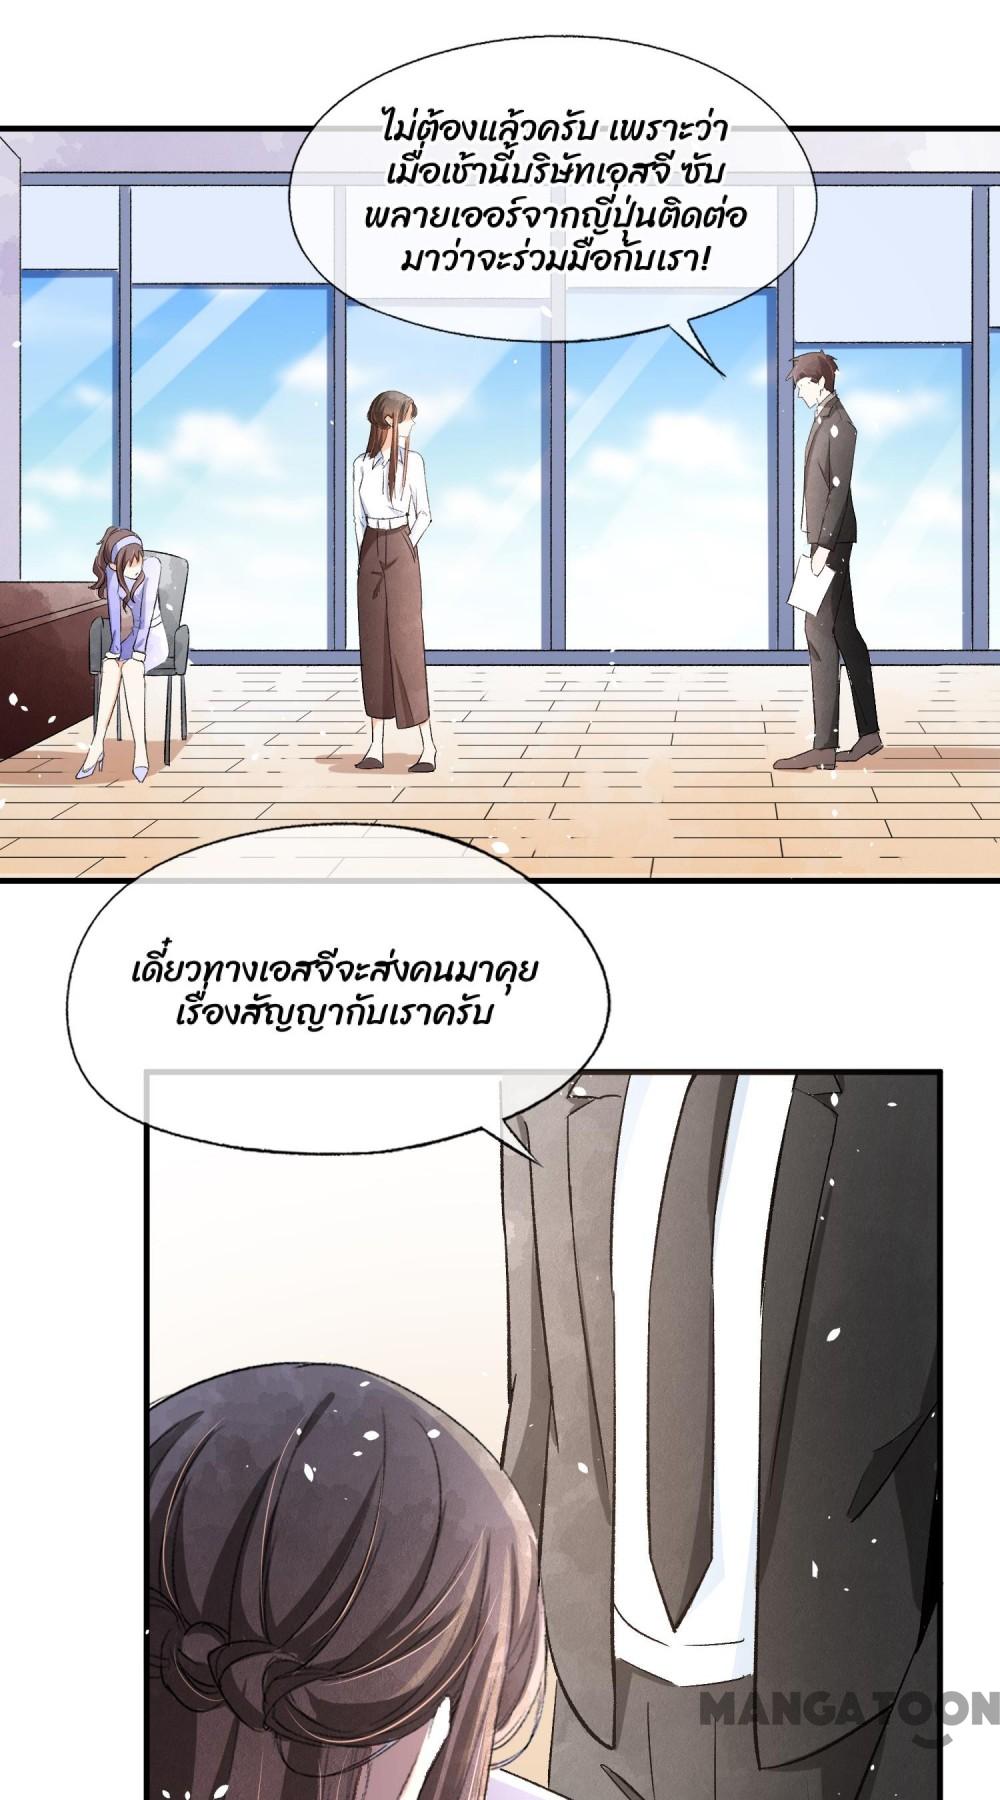 ไม่ต้องแล้วครับ เพราะว่า
เมื่อเช้านี้บริษัทเอสจี ซับ
พลายเออร์จากญี่ปุ่นติดต่อ
มาว่าจะร่วมมือกับเรา!
เดี๋ยวทางเอสจีจะส่งคนมาคุย
เรื่องสัญญากับเราครับ
MANGATOON